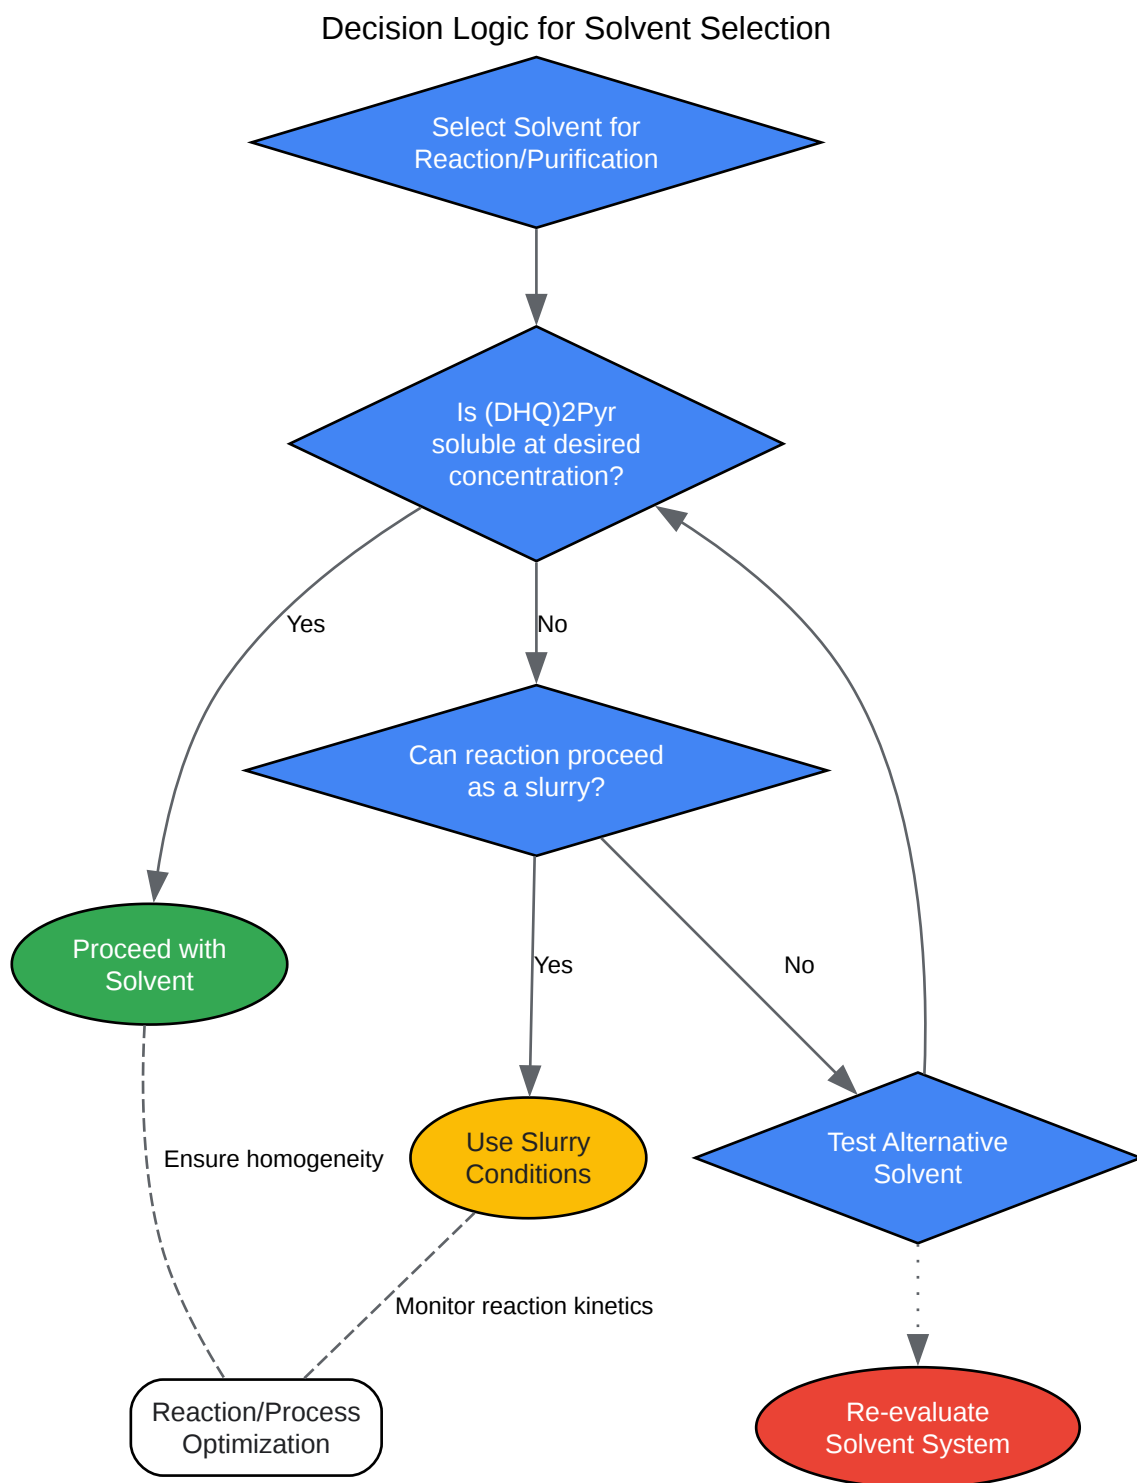 Decision Logic for Solvent Selection
Select Solvent for
Reaction/Purification
Is (DHQ)2Pyr
soluble at desired
concentration?
Yes
No
Can reaction proceed
as a slurry?
Proceed with
Solvent
Yes
No
Ensure homogeneity
Use Slurry
Conditions
Test Alternative
Solvent
Monitor reaction kinetics
Reaction/Process
Optimization
Re-evaluate
Solvent System